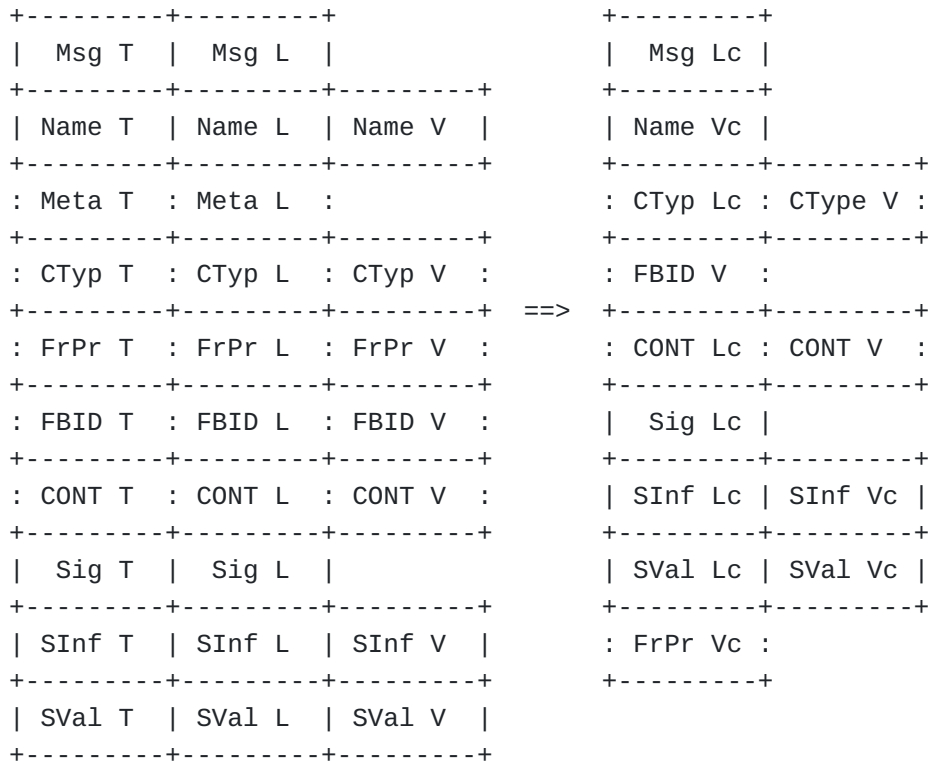 +---------+---------+                 +---------+
|  Msg T  |  Msg L  |                 |  Msg Lc |
+---------+---------+---------+       +---------+
| Name T  | Name L  | Name V  |       | Name Vc |
+---------+---------+---------+       +---------+---------+
: Meta T  : Meta L  :                 : CTyp Lc : CType V :
+---------+---------+---------+       +---------+---------+
: CTyp T  : CTyp L  : CTyp V  :       : FBID V  :
+---------+---------+---------+  ==>  +---------+---------+
: FrPr T  : FrPr L  : FrPr V  :       : CONT Lc : CONT V  :
+---------+---------+---------+       +---------+---------+
: FBID T  : FBID L  : FBID V  :       |  Sig Lc |
+---------+---------+---------+       +---------+---------+
: CONT T  : CONT L  : CONT V  :       | SInf Lc | SInf Vc |
+---------+---------+---------+       +---------+---------+
|  Sig T  |  Sig L  |                 | SVal Lc | SVal Vc |
+---------+---------+---------+       +---------+---------+
| SInf T  | SInf L  | SInf V  |       : FrPr Vc :
+---------+---------+---------+       +---------+
| SVal T  | SVal L  | SVal V  |
+---------+---------+---------+